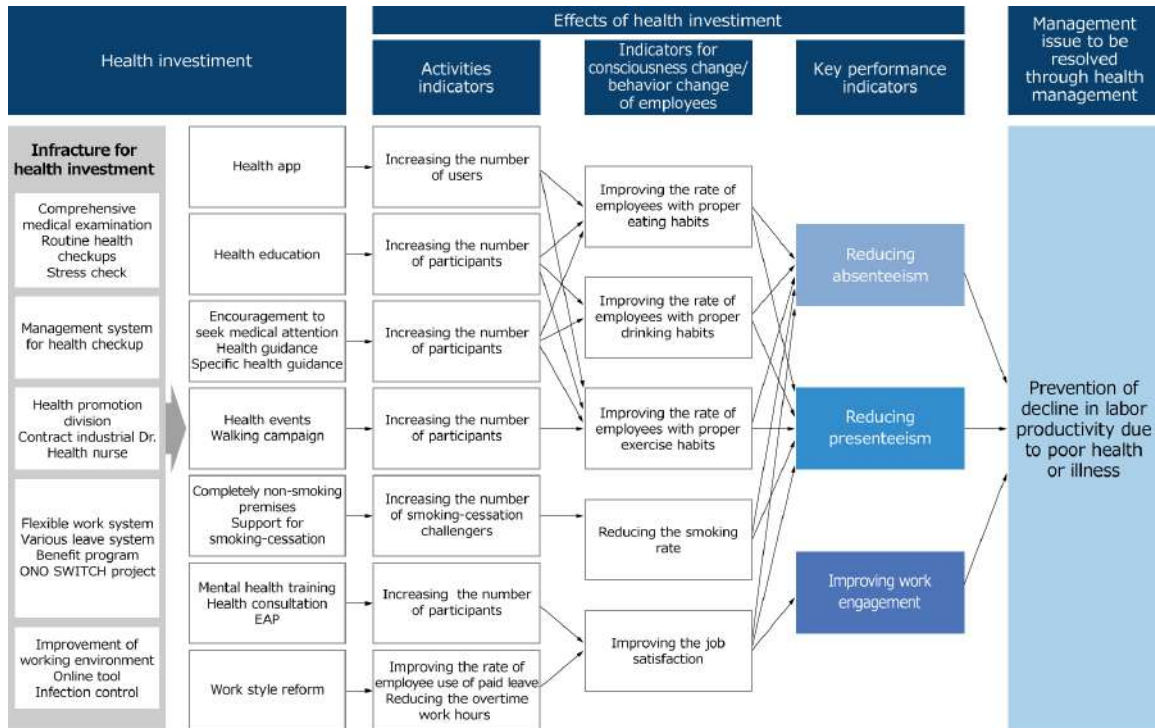 Health investiment
Effects of health investiment
Activities
indicators
Indicators for
consciousness change/
behavior change
of employees
Key performance
indicators
Management
issue to be
resolved
through health
management
Infracture for
health investiment
Comprehensive
medical examination
Routine health
checkups
Stress check
Management system
for health checkup
Health promotion
division
Contract industrial Dr.
Health nurse
Flexible work system
Various leave system
Benefit program
ONO SWITCH project
Improvement of
working environment
Online tool
Infection control
Health app
Health education
Encouragement to
seek medical attention
Health guidance
Specific health guidance
Health events
Walking campaign
Completely non-smoking
premises
Support for
smoking-cessation
Mental health training
Health consultation
EAP
Work style reform
Increasing the number
of users
Increasing the number
of participants
Increasing the number
of participants
Increasing the number
of participants
Increasing the number
of smoking-cessation
challengers
Increasing the number
of participants
Improving the rate of
employee use of paid leave
Reducing the overtime
work hours
Improving the rate of
employees with proper
eating habits
Improving the rate of
employees with proper
drinking habits
Improving the rate of
employees with proper
exercise habits
Reducing the smoking
rate
Improving the job
satisfaction
Reducing
absenteeism
Reducing
presenteeism
Improving work
engagement
Prevention of
decline in labor
productivity due
to poor health
or illness